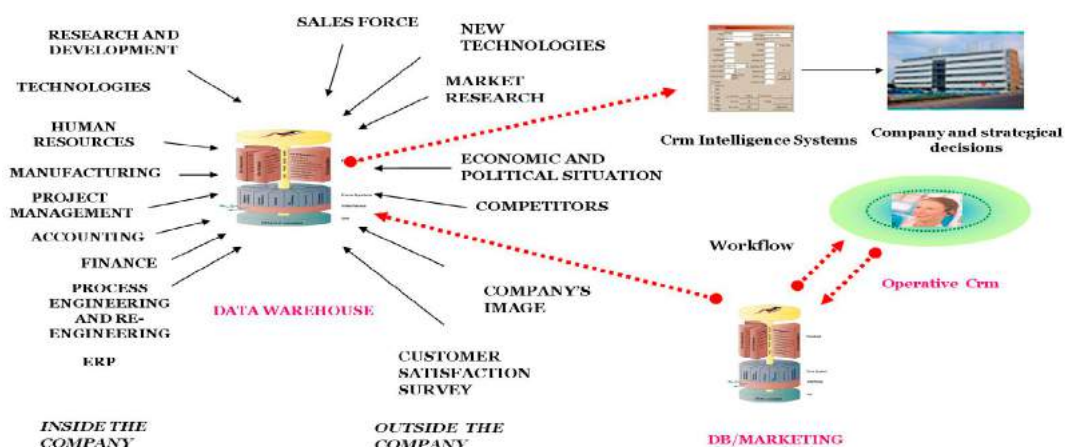 SALES FORCE
RESEARCH AND
DEVELOPMENT
NEW
TECHNOLOGIES
TECHNOLOGIES
MARKET
RESEARCH
HUMAN
RESOURCES
Crm Intelligence Systems
Company and strategical
decisions
MANUFACTURING
ECONOMIC AND
POLITICAL SITUATION
PROJECT
MANAGEMENT
COMPETITORS
ACCOUNTING
Workflow
FINANCE
Operative Crm
PROCESS
ENGINEERING
AND RE-
ENGINEERING
DATA WAREHOUSE
COMPANY'S
IMAGE
ERP
CUSTOMER
SATISFACTION
SURVEY
INSIDE THE
COMPANY
OUTSIDE THE
COMPANY
DB/MARKETING